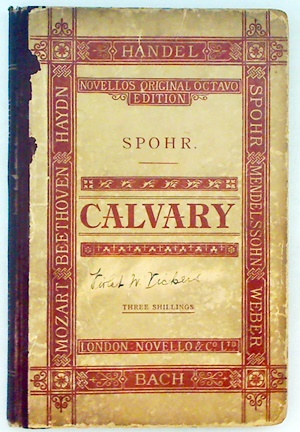 HANDEL
NOVELLOS ORIGINAL OCTAVO
EDITION
SPOHR.
CALVARY
THREE SHILLINGS
LONDON: NOVELLO & Co LTD
BACH
MOZART BEETHOVEN HAYDN
SPOHR MENDELSSOHN WEBER